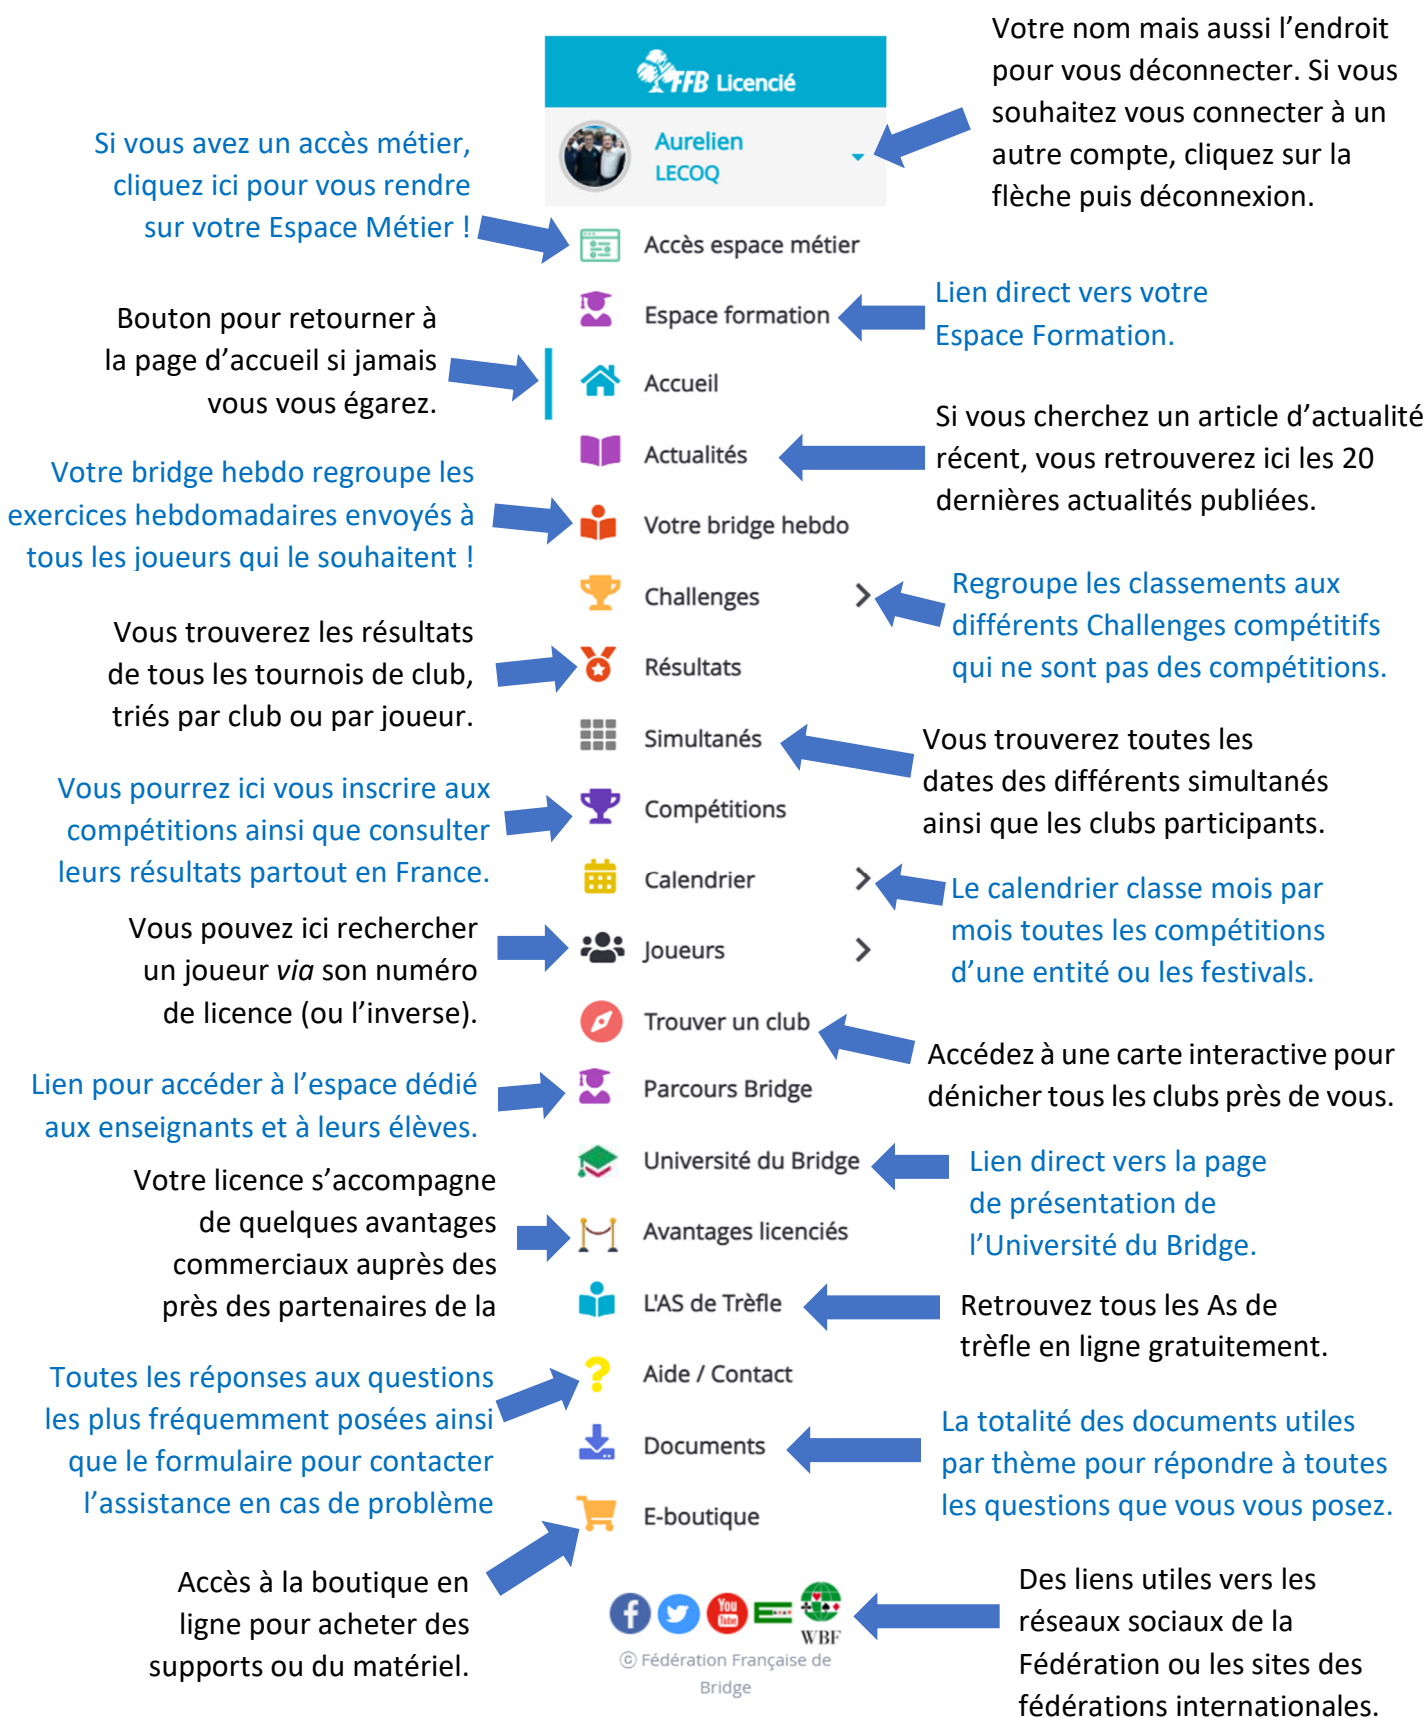 Votre nom mais aussi l’endroit
pour vous déconnecter. Si vous
souhaitez vous connecter à un
autre compte, cliquez sur la
flèche puis déconnexion.
FFB Licencié
Aurelien
LECOQ
Si vous avez un accès métier,
cliquez ici pour vous rendre
sur votre Espace Métier !
Accès espace métier
Espace formation
Lien direct vers votre
Espace Formation.
Bouton pour retourner à
la page d’accueil si jamais
vous vous égarez.
Accueil
Actualités
Si vous cherchez un article d’actualité
récent, vous retrouverez ici les 20
dernières actualités publiées.
Votre bridge hebdo regroupe les
exercices hebdomadaires envoyés à
tous les joueurs qui le souhaitent !
Votre bridge hebdo
Challenges
Regroupe les classements aux
différents Challenges compétitifs
qui ne sont pas des compétitions.
Vous trouverez les résultats
de tous les tournois de club,
triés par club ou par joueur.
Résultats
Simultanés
Vous trouverez toutes les
dates des différents simultanés
ainsi que les clubs participants.
Vous pourrez ici vous inscrire aux
compétitions ainsi que consulter
leurs résultats partout en France.
Compétitions
Calendrier
Le calendrier classe mois par
mois toutes les compétitions
d’une entité ou les festivals.
Vous pouvez ici rechercher
un joueur via son numéro
de licence (ou l’inverse).
Joueurs
Trouver un club
Accédez à une carte interactive pour
dénicher tous les clubs près de vous.
Lien pour accéder à l’espace dédié
aux enseignants et à leurs élèves.
Parcours Bridge
Université du Bridge
Lien direct vers la page
de présentation de
l’Université du Bridge.
Votre licence s’accompagne
de quelques avantages
commerciaux auprès des
près des partenaires de la
Avantages licenciés
L'AS de Trèfle
Retrouvez tous les As de
trèfle en ligne gratuitement.
Toutes les réponses aux questions
les plus fréquemment posées ainsi
que le formulaire pour contacter
l’assistance en cas de problème
Aide / Contact
Documents
La totalité des documents utiles
par thème pour répondre à toutes
les questions que vous vous posez.
E-boutique
Accès à la boutique en
ligne pour acheter des
supports ou du matériel.
You
Tube
WBF
© Fédération Française de
Bridge
Des liens utiles vers les
réseaux sociaux de la
Fédération ou les sites des
fédérations internationales.